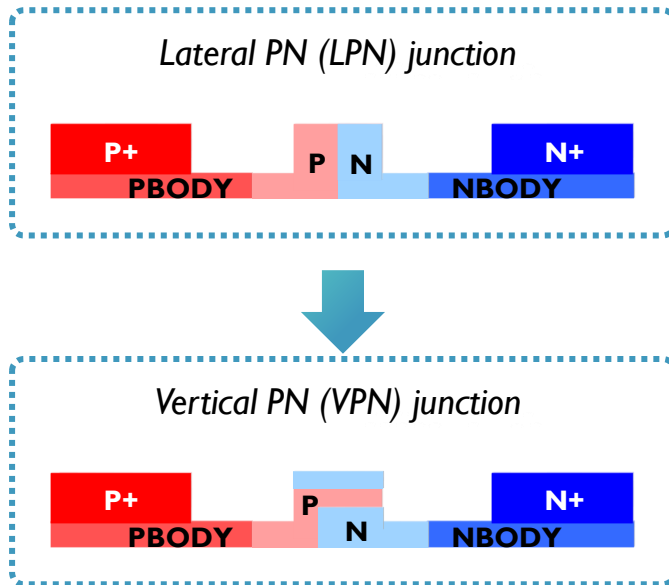 Lateral PN (LPN) junction
P+ P N N+
PBODY NBODY
Vertical PN (VPN) junction
P+ P N+
PBODY N NBODY